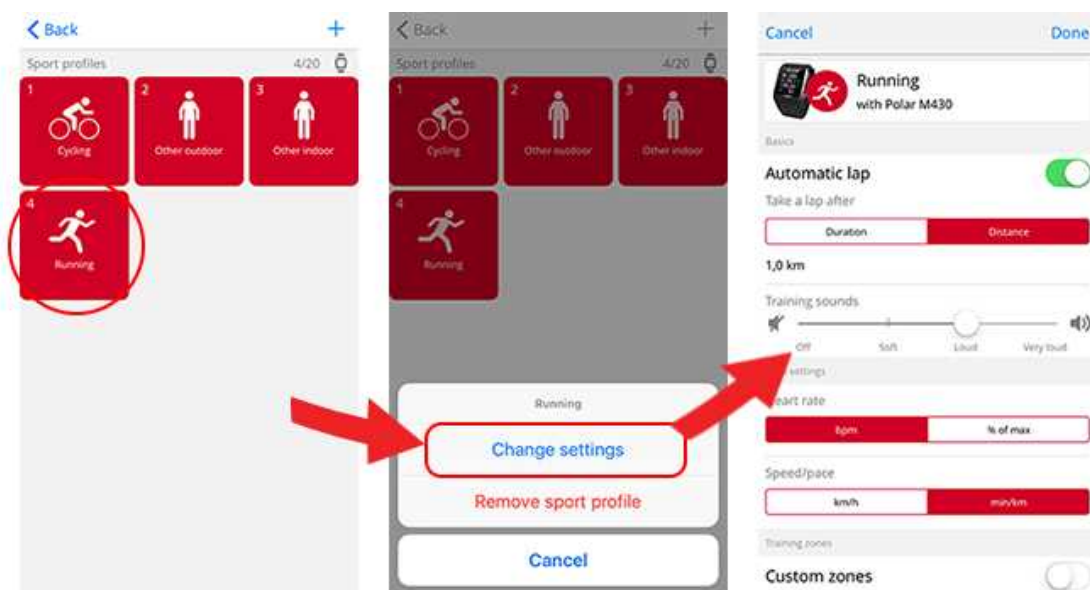 Back
Sport profiles 4/20
1 2 3
Cycling Other outdoor Other indoor
4
Running
Back
Sport profiles 4/20
1 2 3
Cycling Other outdoor Other indoor
4
Running
Running
Change settings
Remove sport profile
Cancel
Cancel Done
Running
with Polar M430
Basics
Automatic lap
Take a lap after
Duration Distance
1,0 km
Training sounds
Off Soft Loud Very loud
settings
eart rate
Bpm % of max
Speed/pace
km/h min/km
Training zones
Custom zones